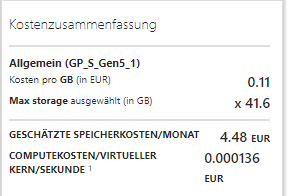 Kostenzusammenfassung
Allgemein (GP_S_Gen5_1)
Kosten pro GB (in EUR) 0.11
Max storage ausgewählt (in GB) x 41.6
GESCHÄTZTE SPEICHERKOSTEN/MONAT 4.48 EUR
COMPUTEKOSTEN/VIRTUELLER 0.000136
KERN/SEKUNDE ¹ EUR